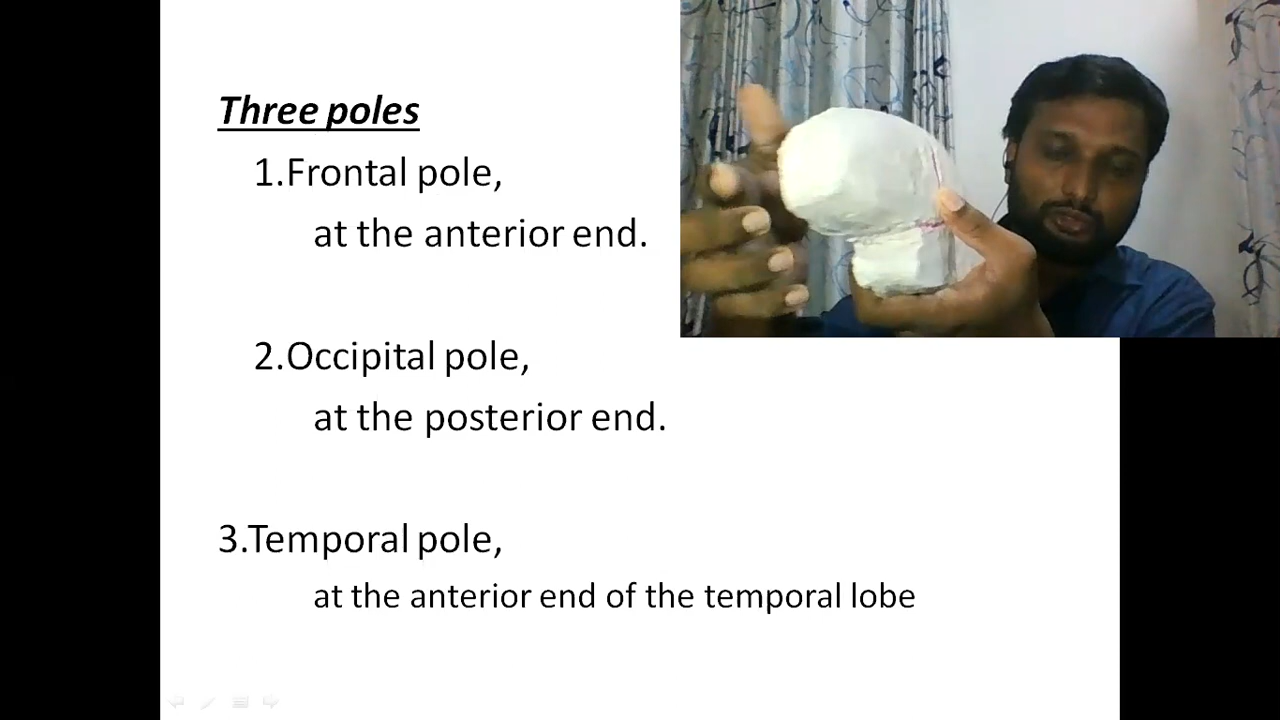 Three poles
1.Frontal pole,
at the anterior end.
2.Occipital pole,
at the posterior end.
3.Temporal pole,
at the anterior end of the temporal lobe